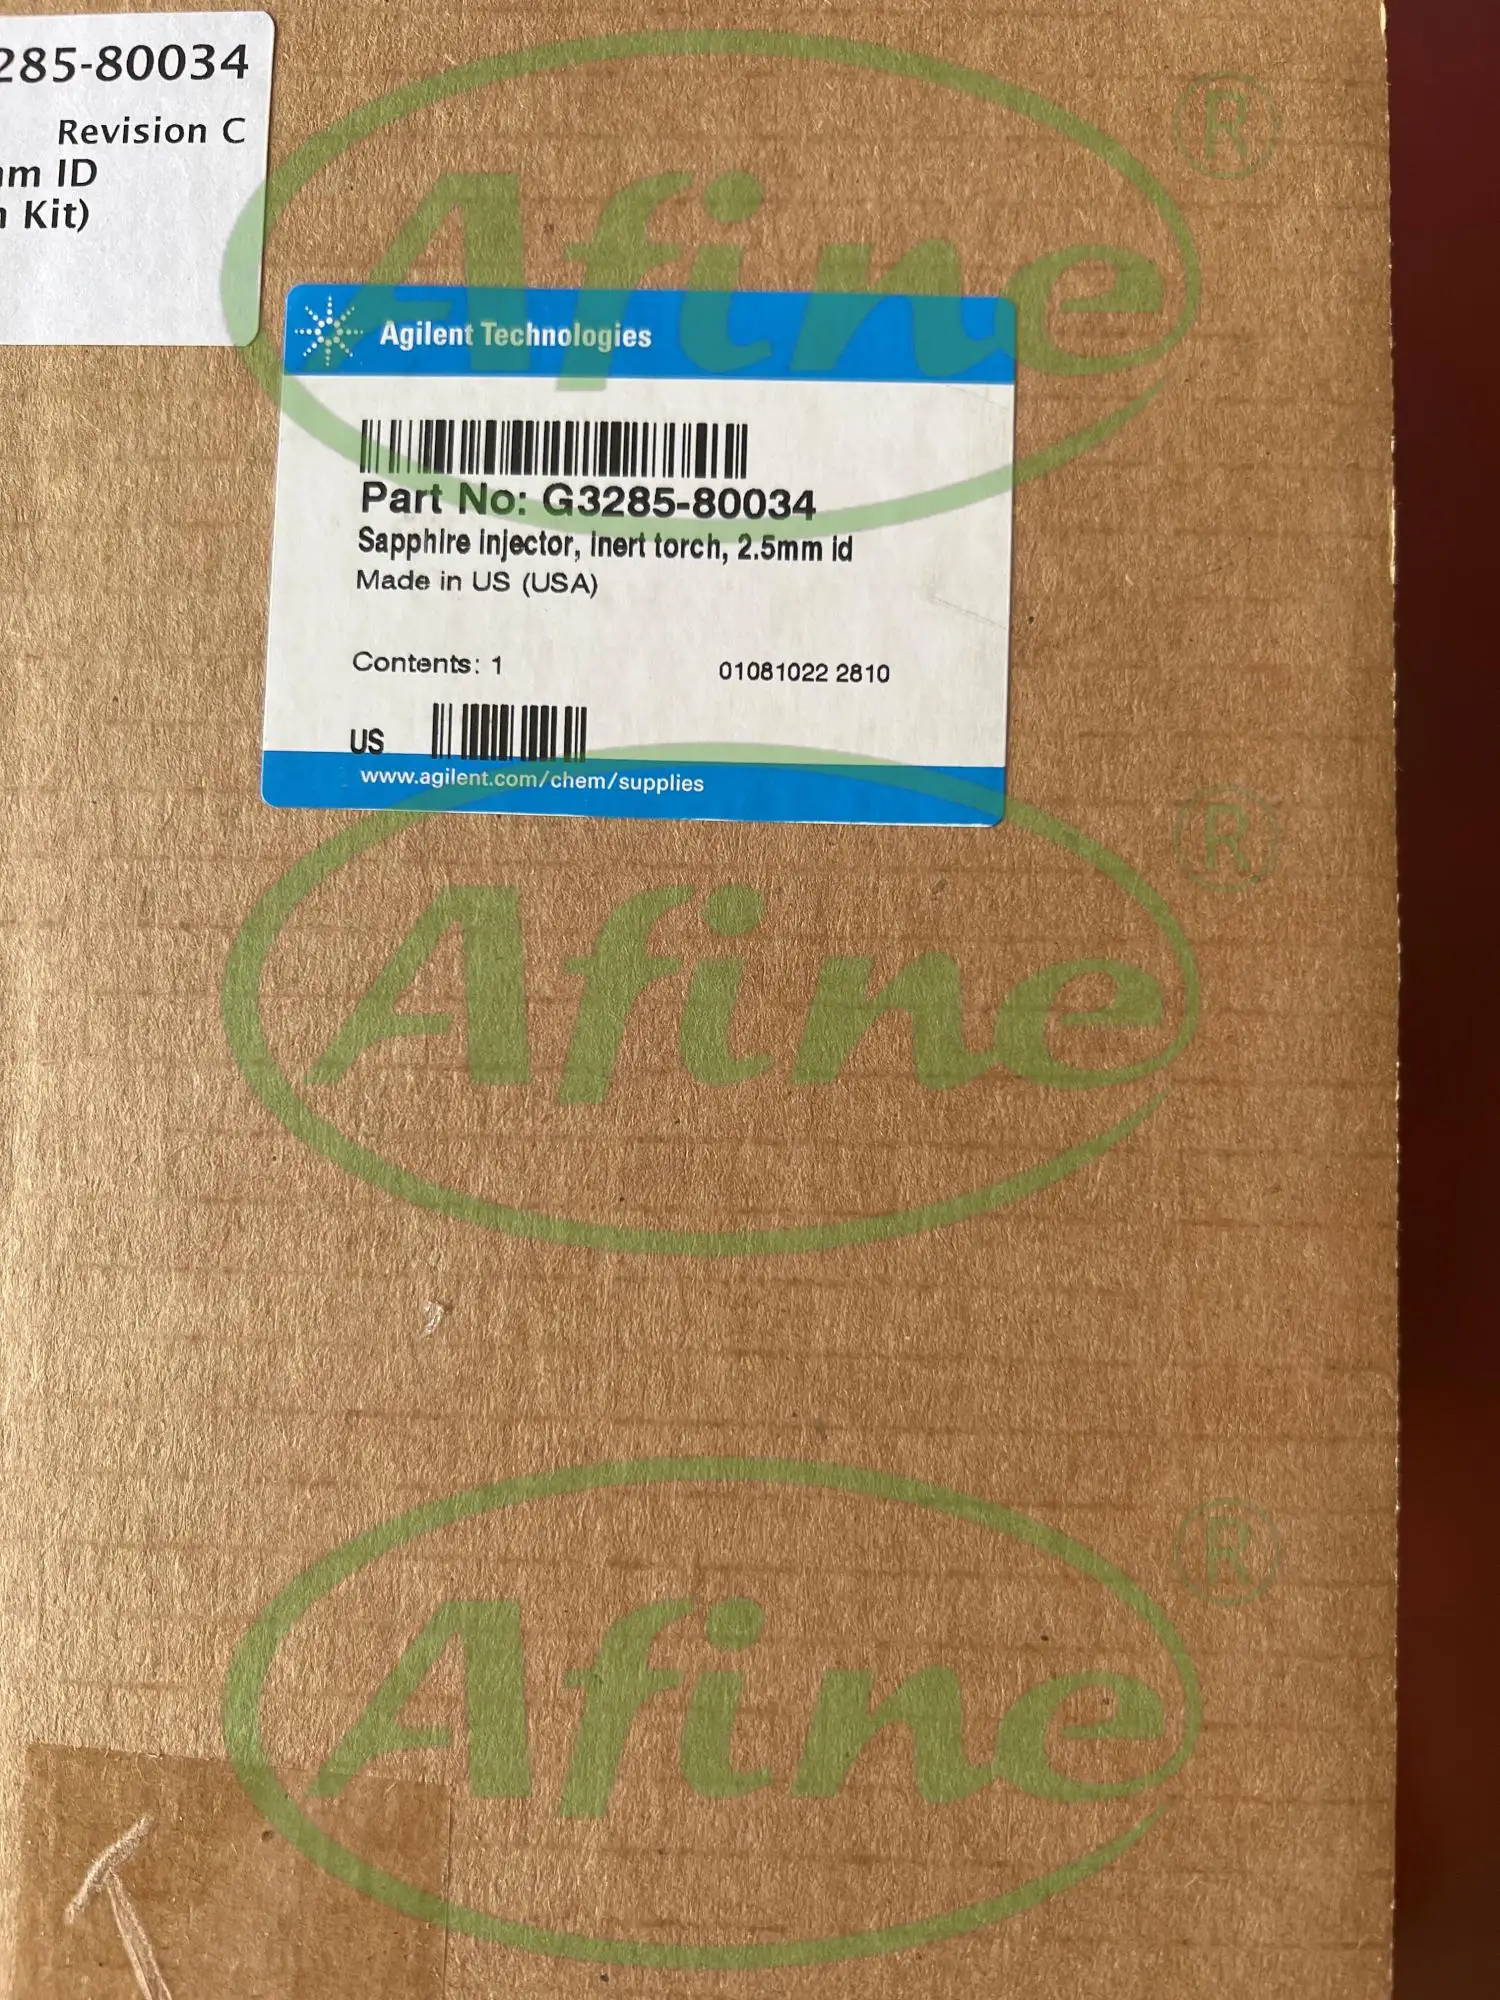 285-80034
Revision C
mm ID
Kit)
Agilent Technologies
Part No: G3285-80034
Sapphire injector, inert torch, 2.5mm id
Made in US (USA)
Contents: 1
01081022 2810
US
www.agilent.com/chem/supplies
Afine ®
Afine ®
Afine ®